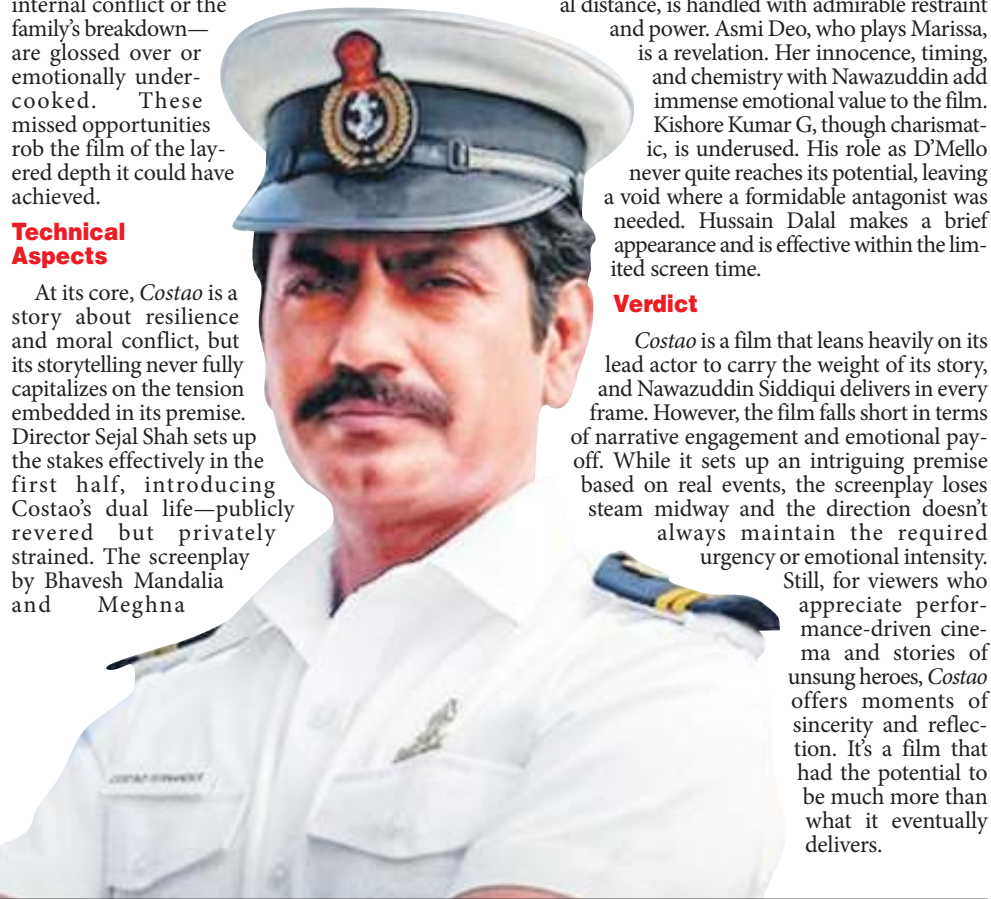 internal conflict or the
family's breakdown—
are glossed over or
emotionally under-
cooked. These
missed opportunities
rob the film of the lay-
ered depth it could have
achieved.
Technical
Aspects
At its core, Costao is a
story about resilience
and moral conflict, but
its storytelling never fully
capitalizes on the tension
embedded in its premise.
Director Sejal Shah sets up
the stakes effectively in the
first half, introducing
Costao's dual life—publicly
revered but privately
strained. The screenplay
by Bhavesh Mandalia
and Meghna
al distance, is handled with admirable restraint
and power. Asmi Deo, who plays Marissa,
is a revelation. Her innocence, timing,
and chemistry with Nawazuddin add
immense emotional value to the film.
Kishore Kumar G, though charismat-
ic, is underused. His role as D'Mello
never quite reaches its potential, leaving
a void where a formidable antagonist was
needed. Hussain Dalal makes a brief
appearance and is effective within the lim-
ited screen time.
Verdict
Costao is a film that leans heavily on its
lead actor to carry the weight of its story,
and Nawazuddin Siddiqui delivers in every
frame. However, the film falls short in terms
of narrative engagement and emotional pay-
off. While it sets up an intriguing premise
based on real events, the screenplay loses
steam midway and the direction doesn't
always maintain the required
urgency or emotional intensity.
Still, for viewers who
appreciate perfor-
mance-driven cine-
ma and stories of
unsung heroes, Costao
offers moments of
sincerity and reflec-
tion. It's a film that
had the potential to
be much more than
what it eventually
delivers.
COSTAO FERNANDES